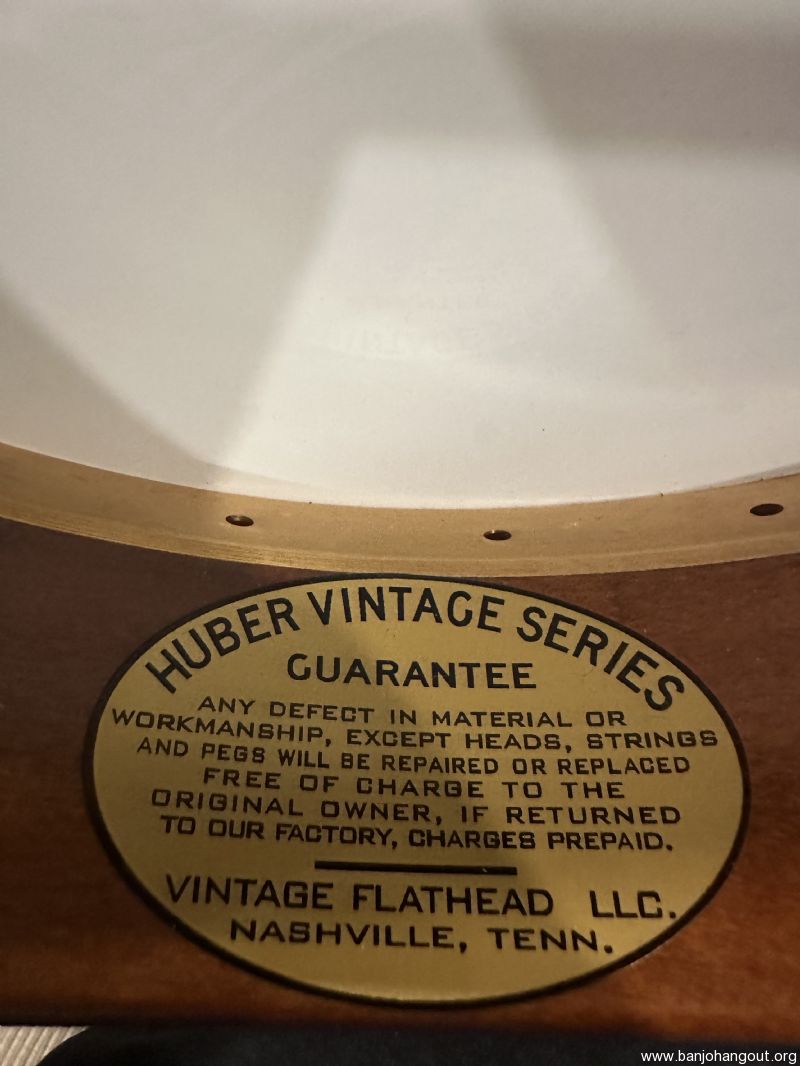 HUBER VINTAGE SERIES
GUARANTEE
ANY DEFECT IN MATERIAL OR
WORKMANSHIP, EXCEPT HEADS, STRINGS
AND PEGS WILL BE REPAIRED OR REPLACED
FREE OF CHARGE TO THE
ORIGINAL OWNER, IF RETURNED
TO OUR FACTORY, CHARGES PREPAID.
VINTAGE FLATHEAD LLC.
NASHVILLE, TENN.
www.banjohangout.org